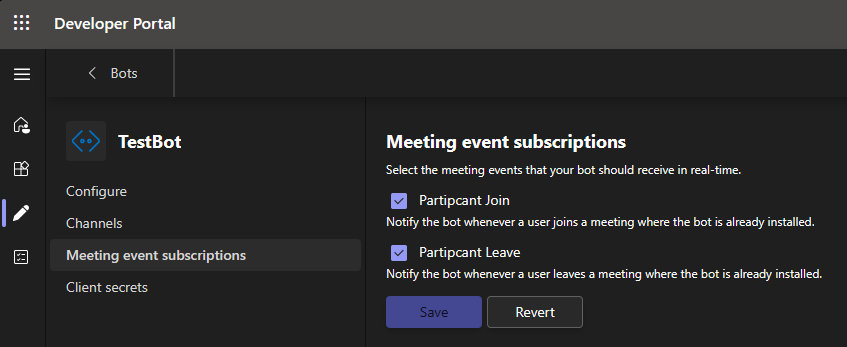 Developer Portal
Bots
TestBot
Configure
Channels
Meeting event subscriptions
Client secrets
Meeting event subscriptions
Select the meeting events that your bot should receive in real-time.
Partipcant Join
Notify the bot whenever a user joins a meeting where the bot is already installed.
Partipcant Leave
Notify the bot whenever a user leaves a meeting where the bot is already installed.
Save
Revert